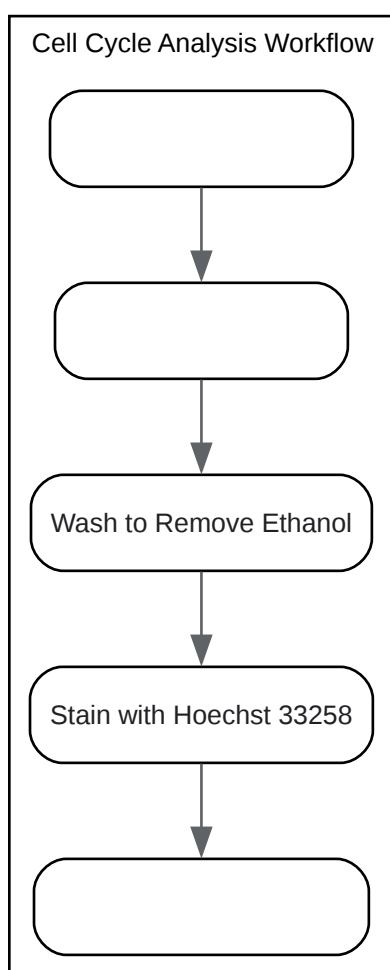 Cell Cycle Analysis Workflow
Wash to Remove Ethanol
Stain with Hoechst 33258